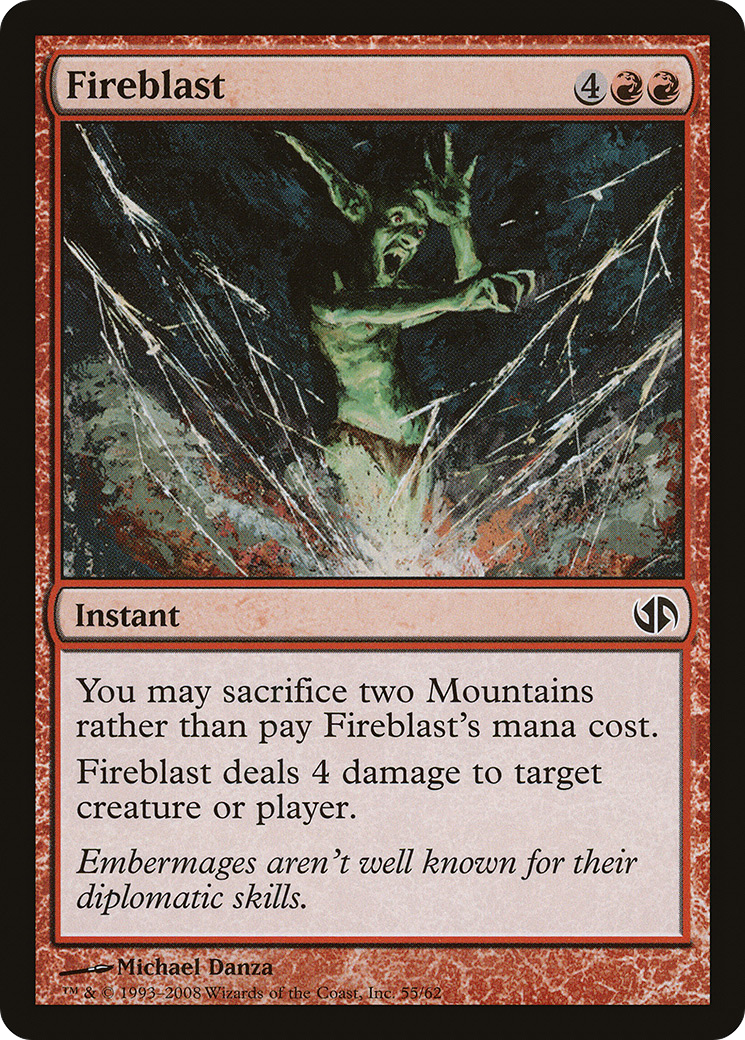 Fireblast
4
Instant
You may sacrifice two Mountains
rather than pay Fireblast's mana cost.
Fireblast deals 4 damage to target
creature or player.
Embermages aren't well known for their
diplomatic skills.
Michael Danza
™ & © 1993–2008 Wizards of the Coast, Inc. 55/62